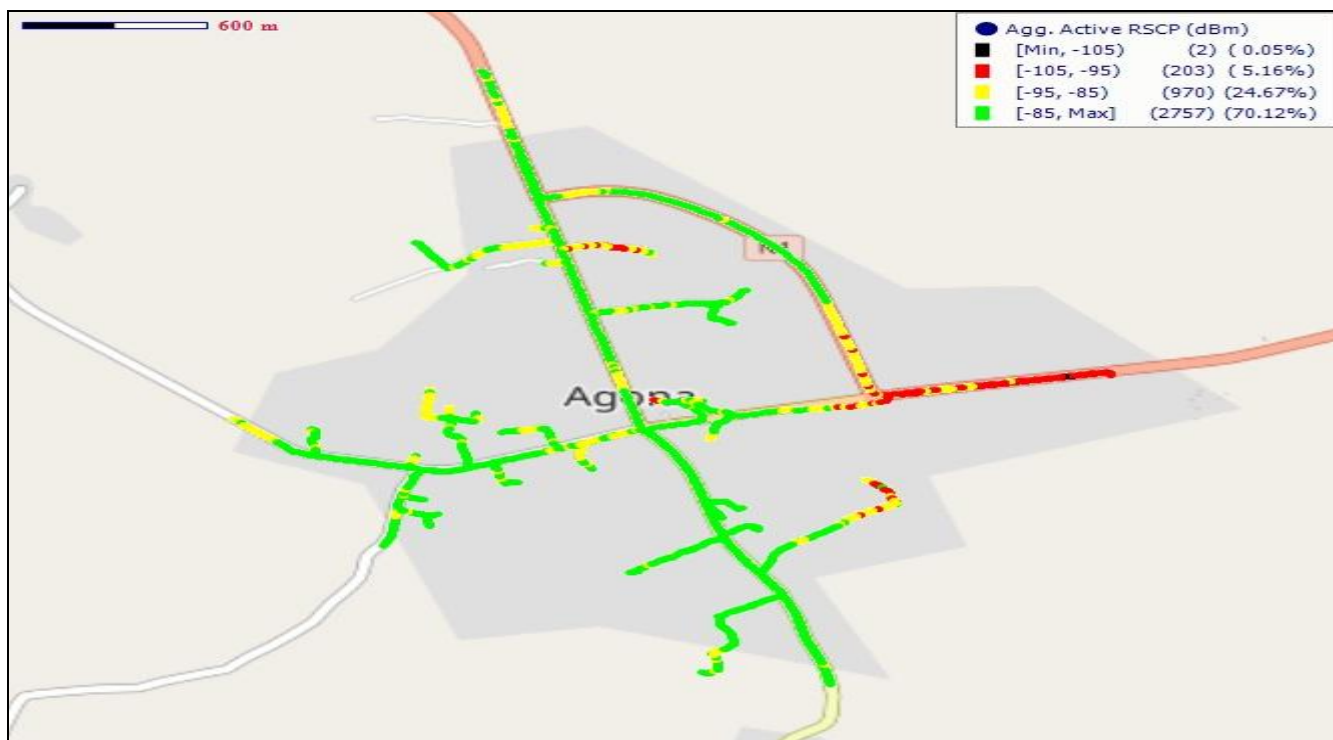 600 m
Agg. Active RSCP (dBm)
[Min, -105) (2) ( 0.05%)
[-105, -95) (203) ( 5.16%)
[-95, -85) (970) (24.67%)
[-85, Max] (2757) (70.12%)
N1
Agona